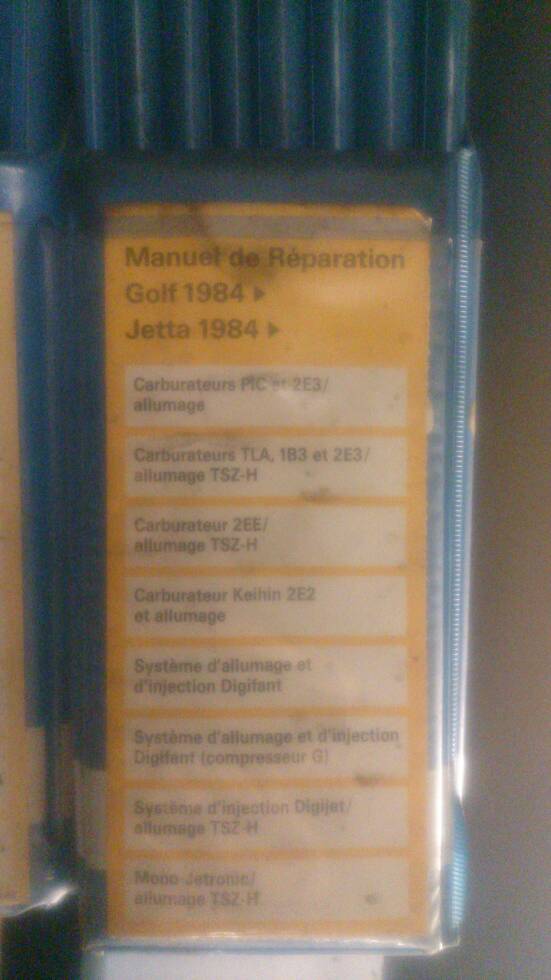 Manuel de Réparation
Golf 1984 ▸
Jetta 1984 ▸
Carburateurs PIC et 2E3/
allumage
Carburateurs TLA, 1B3 et 2E3/
allumage TSZ-H
Carburateur 2EE/
allumage TSZ-H
Carburateur Keihin 2E2
et allumage
Système d'allumage et
d'injection Digifant
Système d'allumage et d'injection
Digifant (compresseur G)
Système d'injection Digijet/
allumage TSZ-H
Mono-Jetronic/
allumage TSZ-H